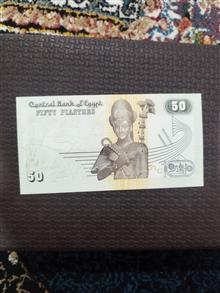 Central Bank of Egypt
FIFTY PIASTRES
50
50